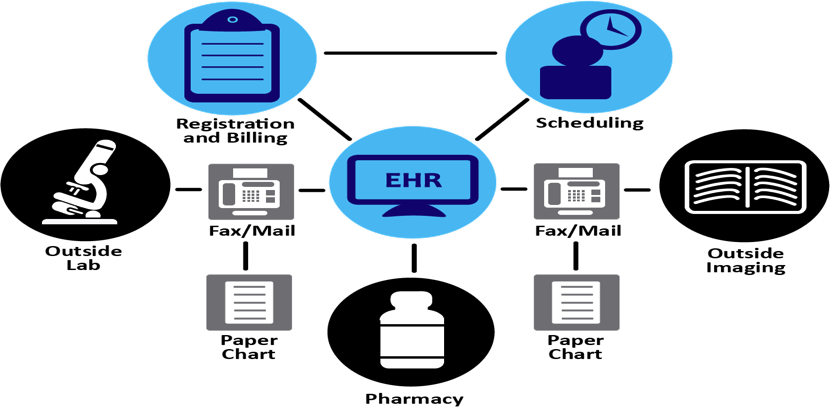 Registration
and Billing
Scheduling
EHR
Outside
Lab
Fax/Mail
Fax/Mail
Outside
Imaging
Paper
Chart
Paper
Chart
Pharmacy